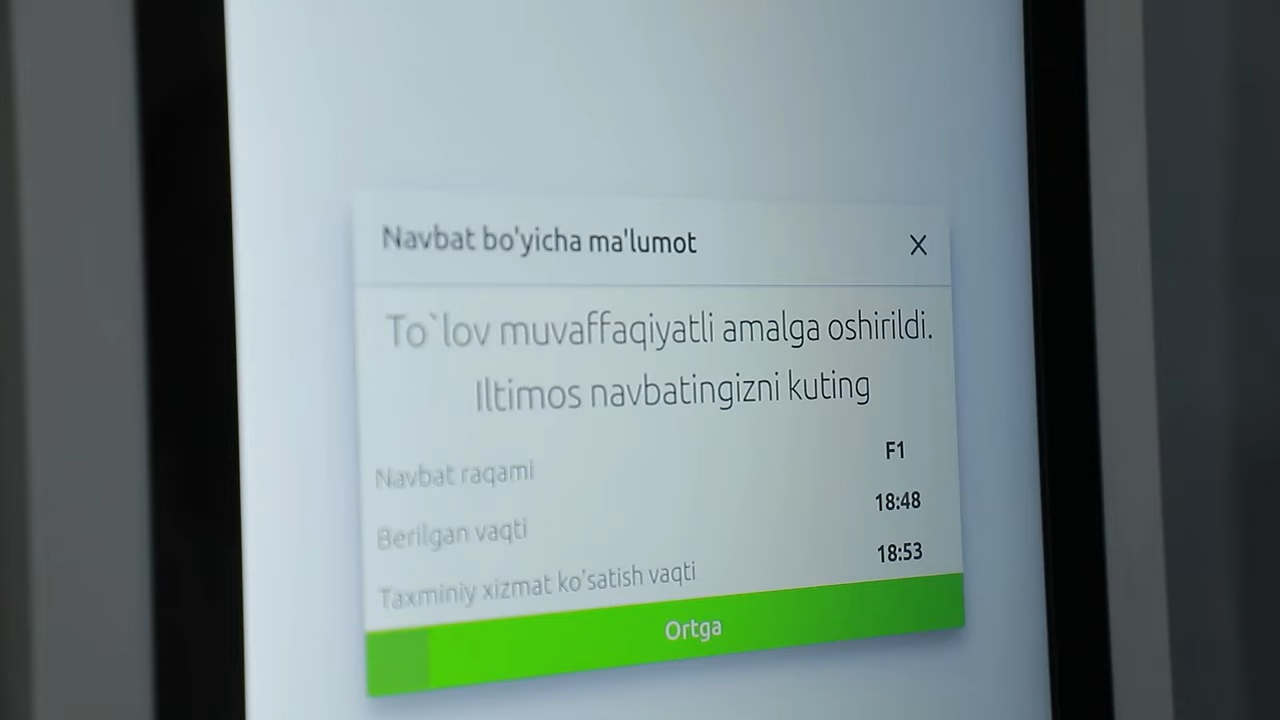 Navbat bo'yicha ma'lumot
To`lov muvaffaqiyatli amalga oshirildi.
Iltimos navbatingizni kuting
Navbat raqami F1
Berilgan vaqti 18:48
Taxminiy xizmat ko'satish vaqti 18:53
Ortga